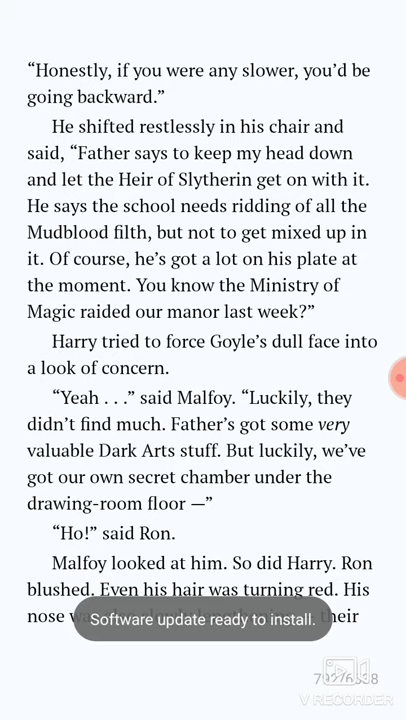 “Honestly, if you were any slower, you’d be
going backward.”
He shifted restlessly in his chair and
said, “Father says to keep my head down
and let the Heir of Slytherin get on with it.
He says the school needs ridding of all the
Mudblood filth, but not to get mixed up in
it. Of course, he’s got a lot on his plate at
the moment. You know the Ministry of
Magic raided our manor last week?”
Harry tried to force Goyle’s dull face into
a look of concern.
“Yeah . . .” said Malfoy. “Luckily, they
didn’t find much. Father’s got some very
valuable Dark Arts stuff. But luckily, we’ve
got our own secret chamber under the
drawing-room floor —”
“Ho!” said Ron.
Malfoy looked at him. So did Harry. Ron
blushed. Even his hair was turning red. His
nose their
Software update ready to install.
V RECORDER